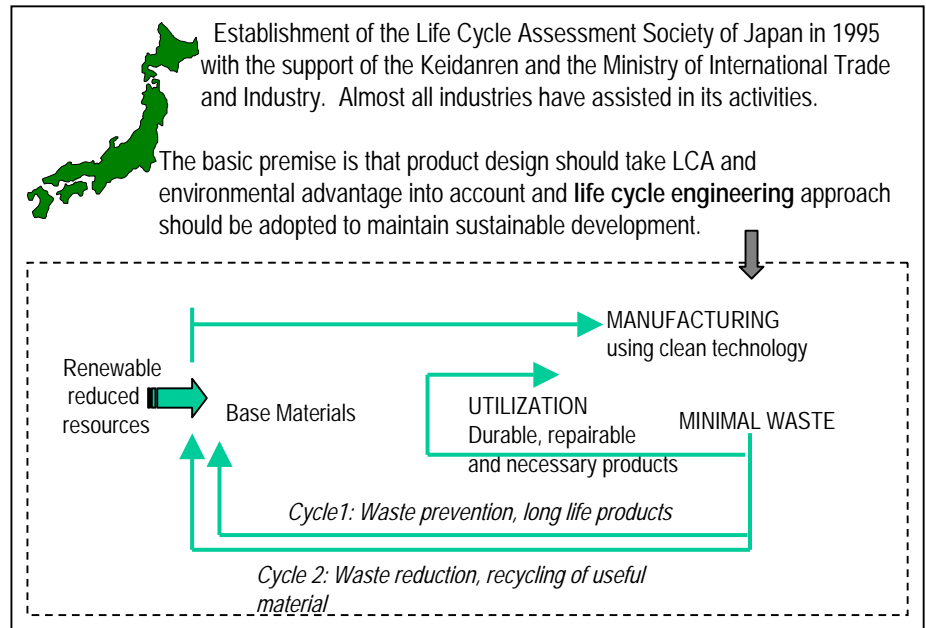 Establishment of the Life Cycle Assessment Society of Japan in 1995
with the support of the Keidanren and the Ministry of International Trade
and Industry. Almost all industries have assisted in its activities.
The basic premise is that product design should take LCA and
environmental advantage into account and life cycle engineering approach
should be adopted to maintain sustainable development.
MANUFACTURING
using clean technology
Renewable
reduced
resources
Base Materials
UTILIZATION
Durable, repairable
and necessary products
MINIMAL WASTE
Cycle1: Waste prevention, long life products
Cycle 2: Waste reduction, recycling of useful
material